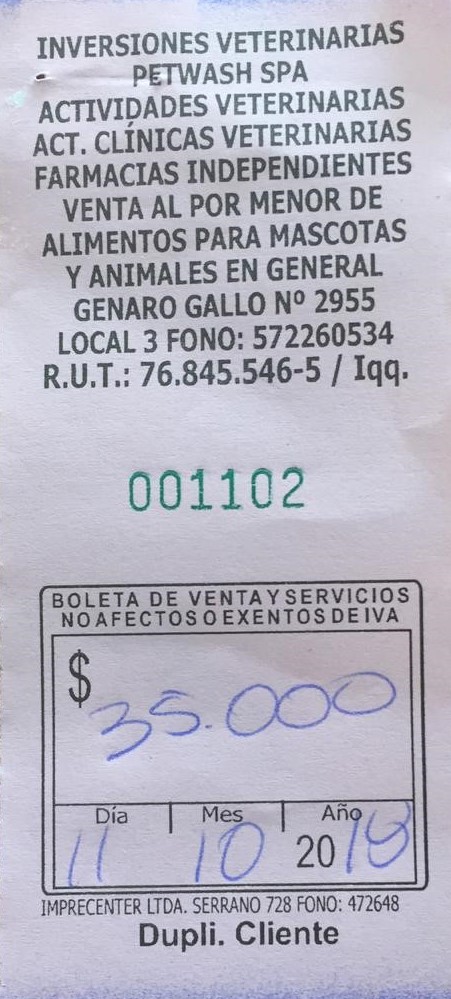 INVERSIONES VETERINARIAS
PETWASH SPA
ACTIVIDADES VETERINARIAS
ACT. CLÍNICAS VETERINARIAS
FARMACIAS INDEPENDIENTES
VENTA AL POR MENOR DE
ALIMENTOS PARA MASCOTAS
Y ANIMALES EN GENERAL
GENARO GALLO Nº 2955
LOCAL 3 FONO: 572260534
R.U.T.: 76.845.546-5 / Iqq.
001102
BOLETA DE VENTA Y SERVICIOS
NO AFECTOS O EXENTOS DE IVA
$ 35.000
Día Mes Año
11 10 2018
IMPRECENTER LTDA. SERRANO 728 FONO: 472648
Dupli. Cliente